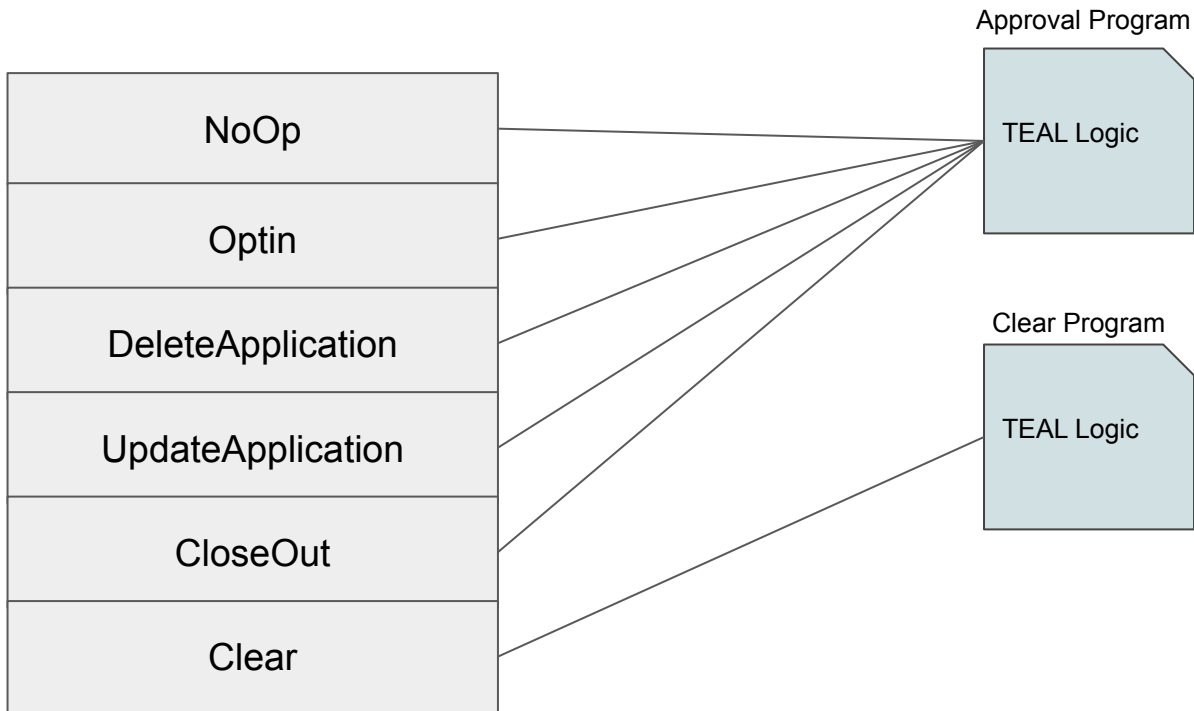 Approval Program
NoOp
TEAL Logic
Optin
Clear Program
DeleteApplication
TEAL Logic
UpdateApplication
CloseOut
Clear